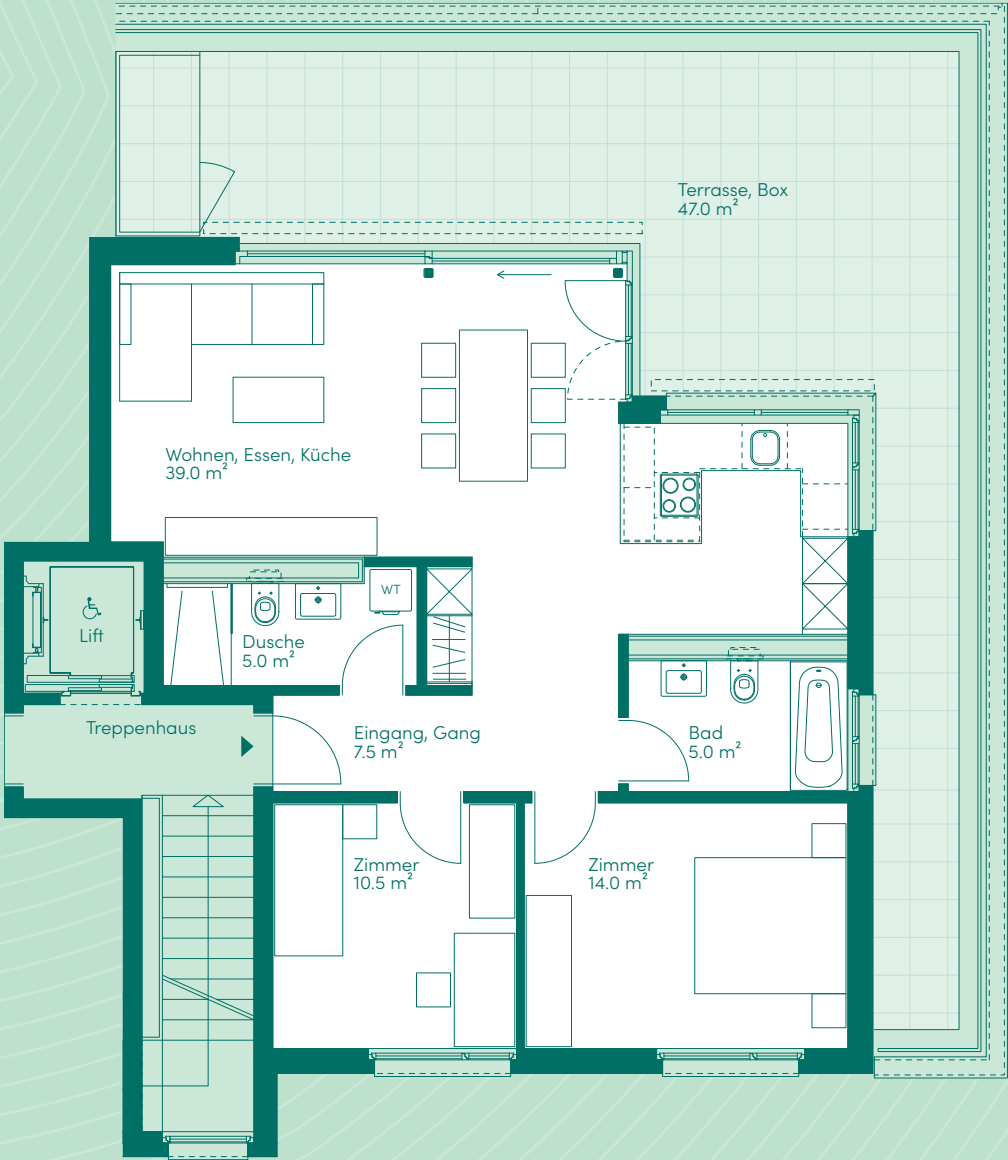 Terrasse, Box
47.0 m²
Wohnen, Essen, Küche
39.0 m²
WT
Lift
Dusche
5.0 m²
Treppenhaus
Eingang, Gang
7.5 m²
Bad
5.0 m²
Zimmer
10.5 m²
Zimmer
14.0 m²